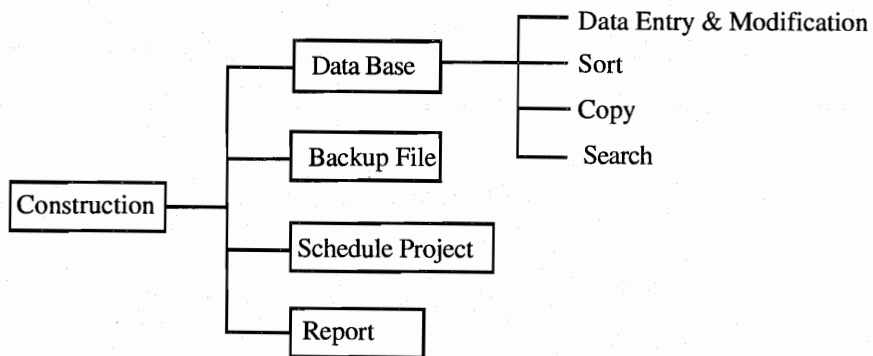 Data Entry & Modification
Data Base
Sort
Copy
Backup File
Search
Construction
Schedule Project
Report